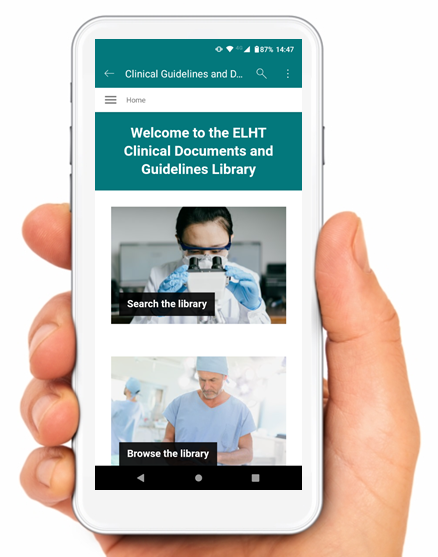 4G 87% 14:47
Clinical Guidelines and D...
Home
Welcome to the ELHT
Clinical Documents and
Guidelines Library
Search the library
Browse the library